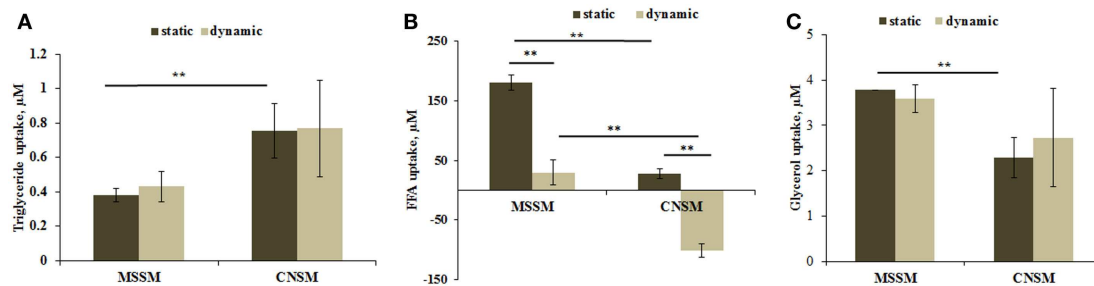 A
static dynamic
Triglyceride uptake, µM
1.2
1
0.8
0.6
0.4
0.2
0
**
MSSM CNSM
B
static dynamic
FFA uptake, µM
250
150
50
-50
-150
**
**
**
**
MSSM CNSM
C
static dynamic
Glycerol uptake, µM
5
4
3
2
1
0
**
MSSM CNSM